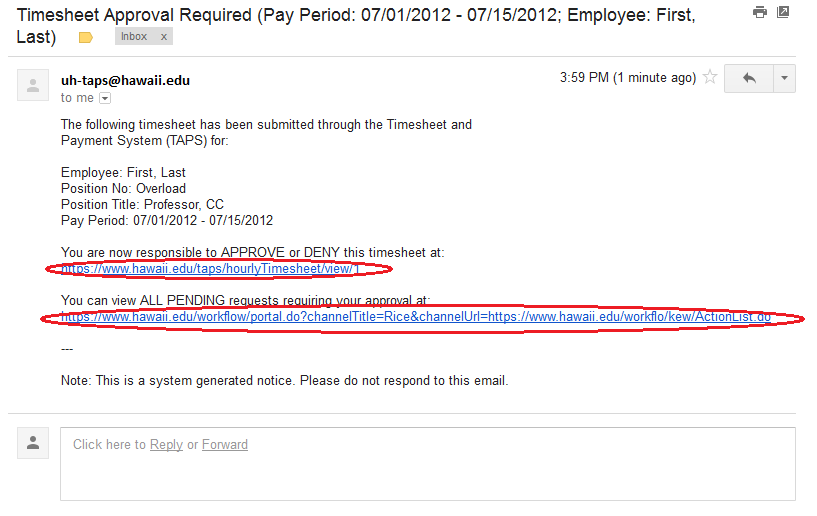 Timesheet Approval Required (Pay Period: 07/01/2012 - 07/15/2012; Employee: First,
Last) Inbox x
uh-taps@hawaii.edu 3:59 PM (1 minute ago)
to me
The following timesheet has been submitted through the Timesheet and
Payment System (TAPS) for:
Employee: First, Last
Position No: Overload
Position Title: Professor, CC
Pay Period: 07/01/2012 - 07/15/2012
You are now responsible to APPROVE or DENY this timesheet at:
https://www.hawaii.edu/taps/hourlyTimesheet/view/1
You can view ALL PENDING requests requiring your approval at:
https://www.hawaii.edu/workflow/portal.do?channelTitle=Rice&channelUrl=https://www.hawaii.edu/workflo/kew/ActionList.do
---
Note: This is a system generated notice. Please do not respond to this email.
Click here to Reply or Forward